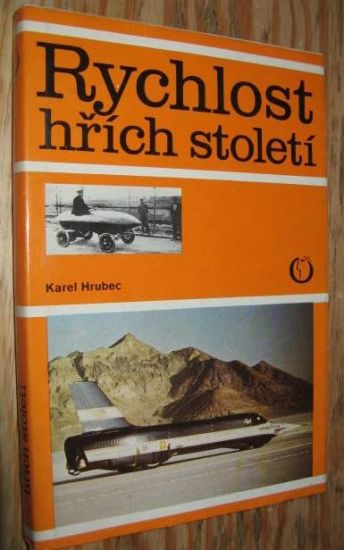 Rychlost
hřích století
Karel Hrubec
hřích století